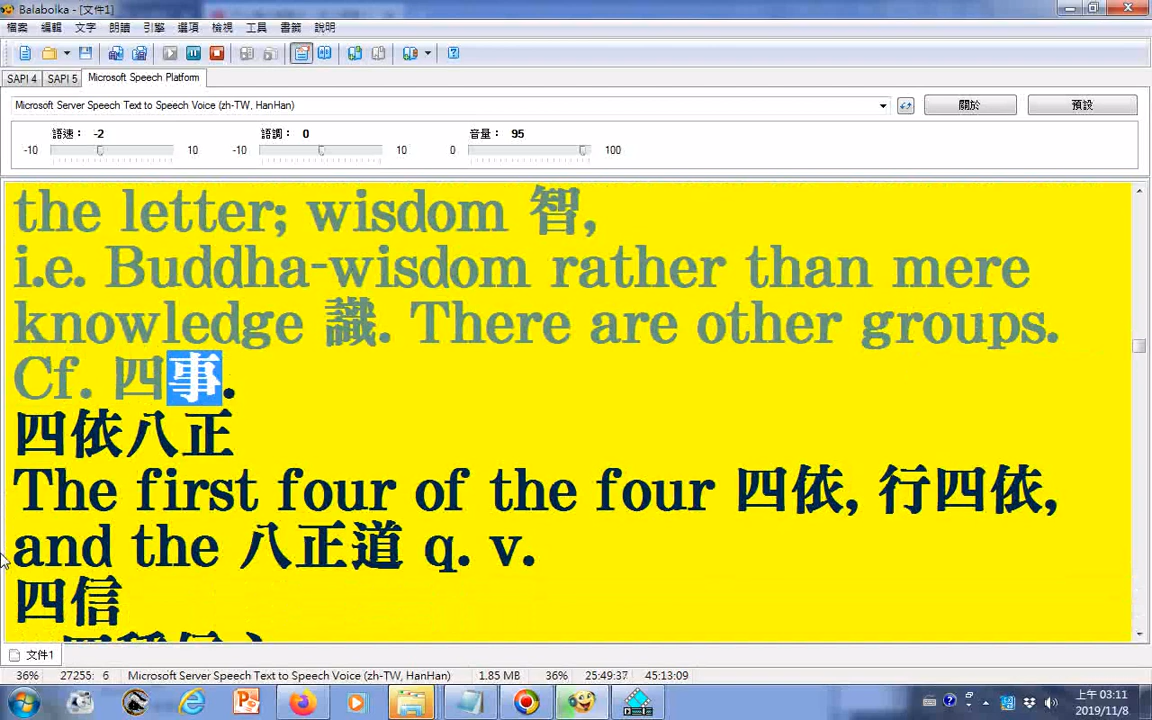 Balabolka - [文件1]
檔案 編輯 文字 朗讀 引擎 選項 檢視 工具 書籤 說明
SAPI 4 SAPI 5 Microsoft Speech Platform
Microsoft Server Speech Text to Speech Voice (zh-TW, HanHan) 關於 預設
語速： -2 語調： 0 音量： 95
-10 10 -10 10 0 100
the letter; wisdom 智,
i.e. Buddha-wisdom rather than mere
knowledge 識. There are other groups.
Cf. 四事.
四依八正
The first four of the four 四依, 行四依,
and the 八正道 q. v.
四信
文件1
36% 27255: 6 Microsoft Server Speech Text to Speech Voice (zh-TW, HanHan) 1.85 MB 36% 25:49:37 45:13:09
上午 03:11
2019/11/8